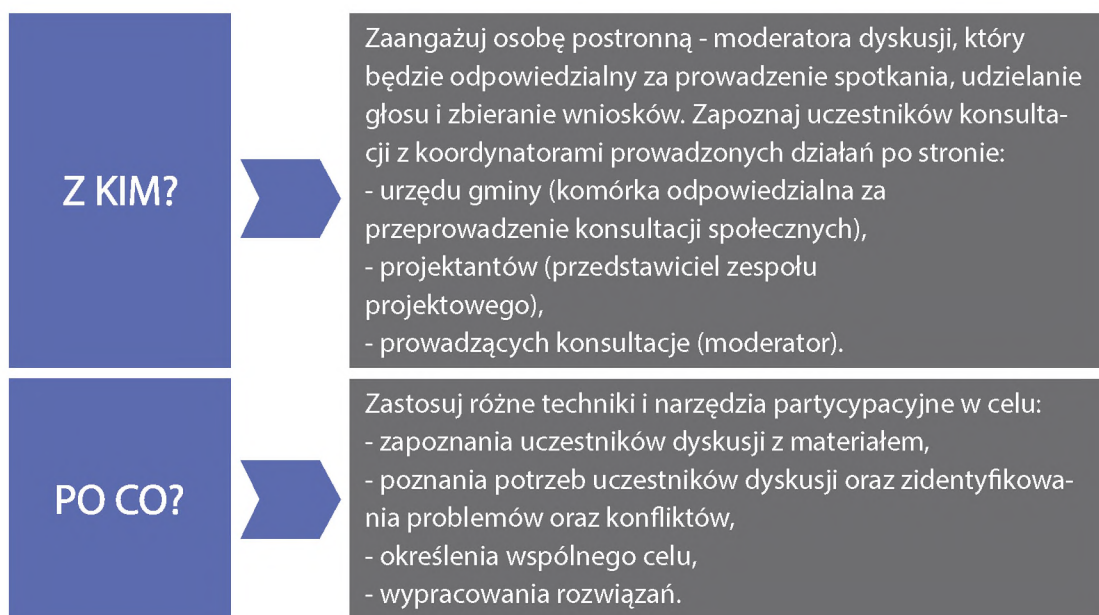 Z KIM?
Zaangażuj osobę postronną - moderatora dyskusji, który
będzie odpowiedzialny za prowadzenie spotkania, udzielanie
głosu i zbieranie wniosków. Zapoznaj uczestników konsulta-
cji z koordynatorami prowadzonych działań po stronie:
- urzędu gminy (komórka odpowiedzialna za
przeprowadzenie konsultacji społecznych),
- projektantów (przedstawiciel zespołu
projektowego),
- prowadzących konsultacje (moderator).
PO CO?
Zastosuj różne techniki i narzędzia partycypacyjne w celu:
- zapoznania uczestników dyskusji z materiałem,
- poznania potrzeb uczestników dyskusji oraz zidentyfikowa-
nia problemów oraz konfliktów,
- określenia wspólnego celu,
- wypracowania rozwiązań.